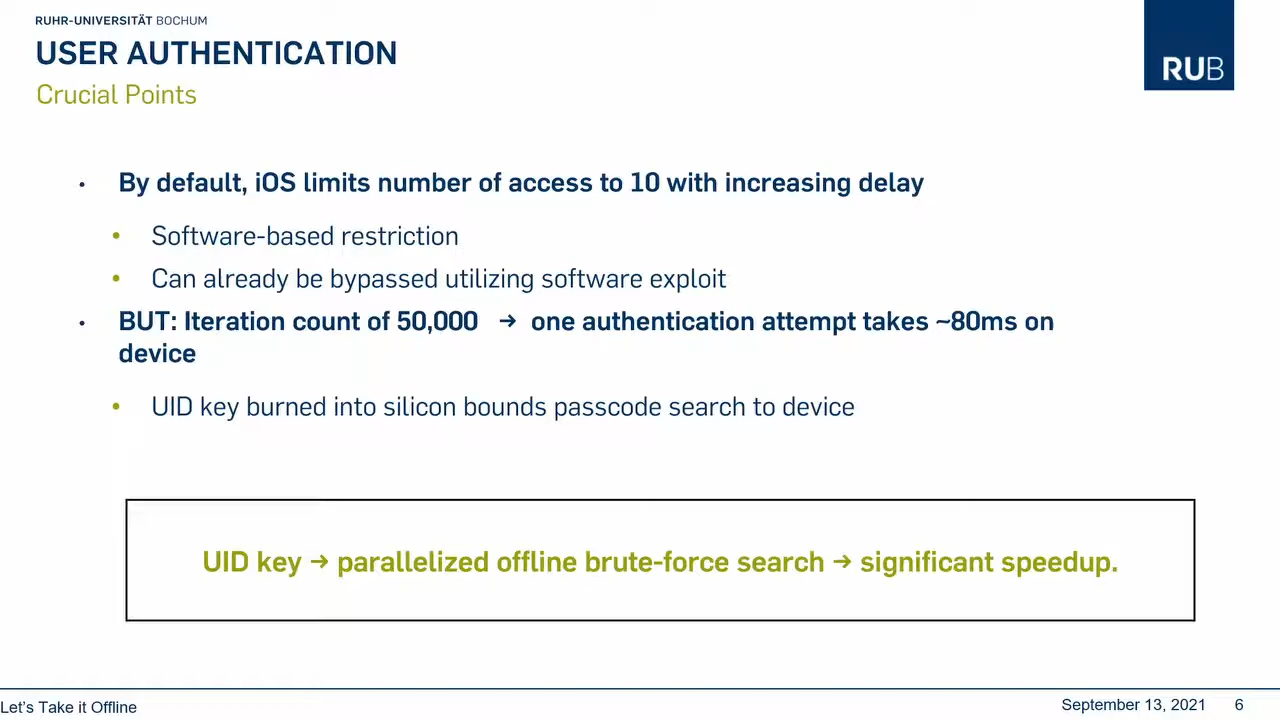 RUHR-UNIVERSITÄT BOCHUM
USER AUTHENTICATION
RUB
Crucial Points
• By default, iOS limits number of access to 10 with increasing delay
• Software-based restriction
• Can already be bypassed utilizing software exploit
• BUT: Iteration count of 50,000 → one authentication attempt takes ~80ms on
device
• UID key burned into silicon bounds passcode search to device
UID key → parallelized offline brute-force search → significant speedup.
Let's Take it Offline
September 13, 2021 6